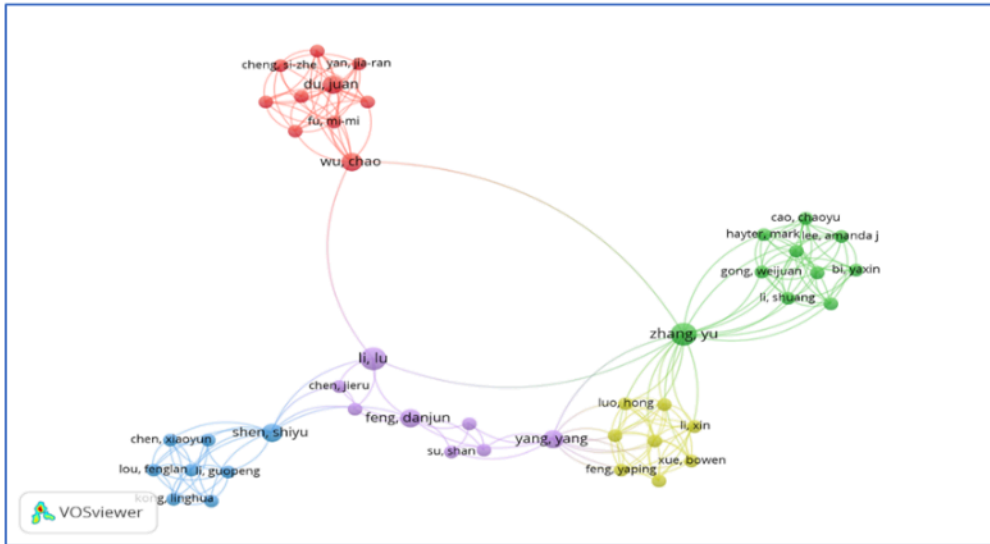 cheng, si-zhe
yan, jia-ran
du, juan
fu, mi-mi
wu, chao
cao, chaoyu
hayter, mark
lee, amanda j
gong, weijuan
bi, yaxin
li, shuang
zhang, yu
li, lu
chen, jieru
feng, danjun
su, shan
yang, yang
luo, hong
li, xin
xue, bowen
feng, yaping
shen, shiyu
chen, xiaoyun
lou, fenglan
li, guopeng
kong, linghua
VOSviewer